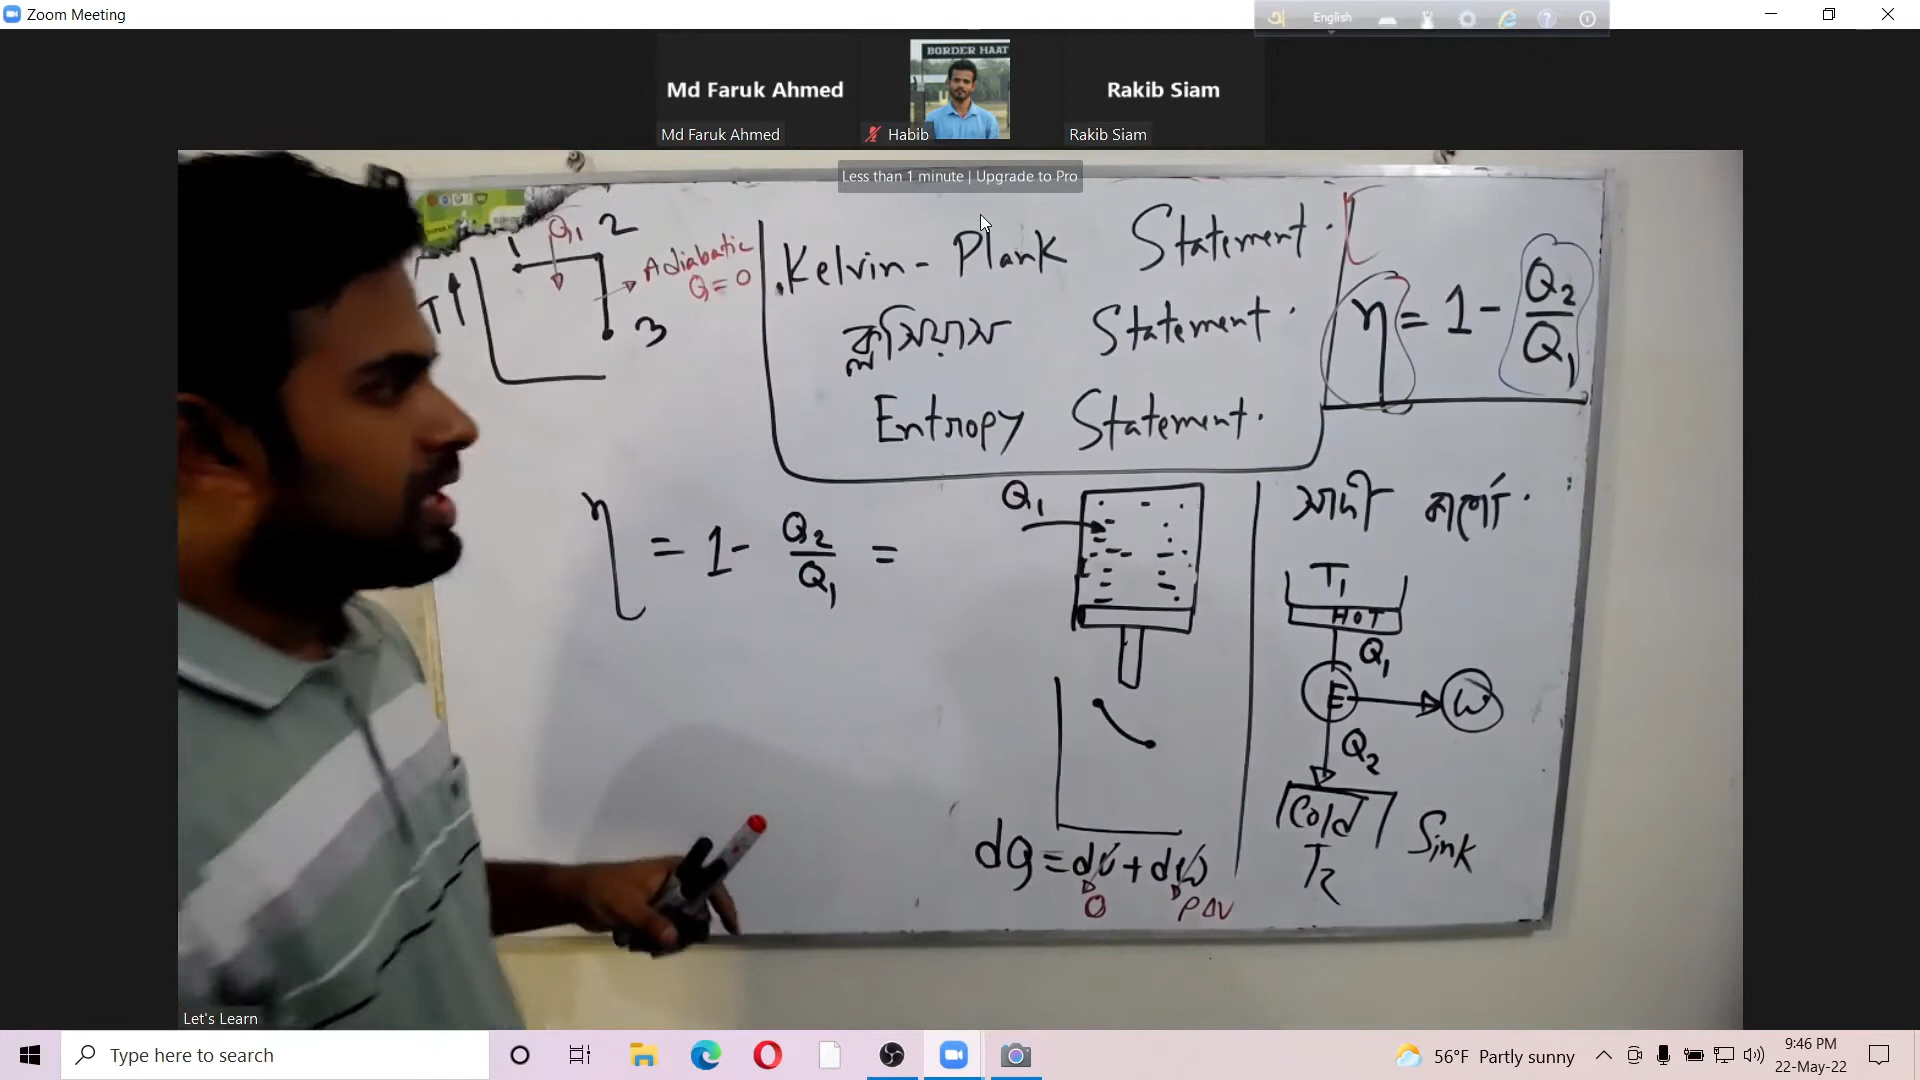 Zoom Meeting
English
BORDER HAAT
Md Faruk Ahmed
Rakib Siam
Md Faruk Ahmed
Habib
Rakib Siam
Less than 1 minute | Upgrade to Pro
Q₁
1 2
Adiabatic
Q = 0
T↑
3
Kelvin - Plank Statement.
ক্লসিয়াস Statement.
Entropy Statement.
η = 1 - Q₂/Q₁
η = 1 - Q₂/Q₁ =
Q₁
T₁
HOT
Q₁
E
W
Q₂
Cold
Sink
T₂
dQ = dU + dW
0 PΔV
Let's Learn
Type here to search
56°F Partly sunny
9:46 PM
22-May-22